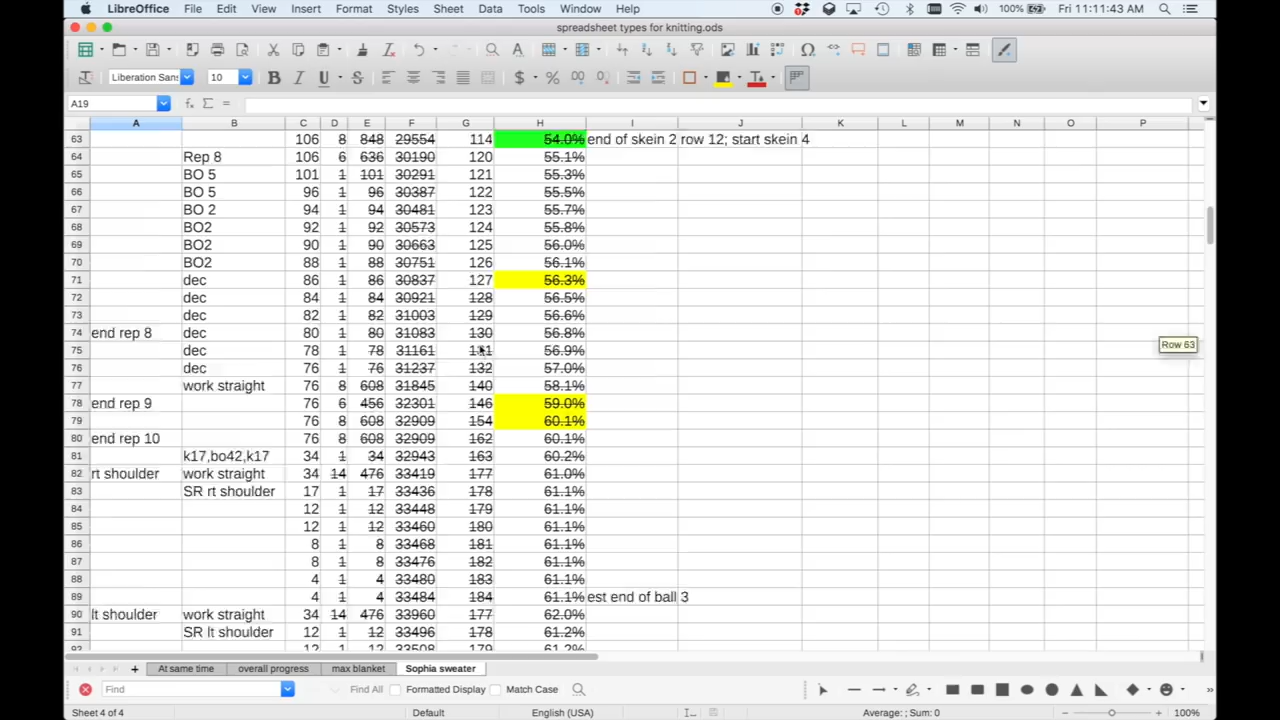 LibreOffice File Edit View Insert Format Styles Sheet Data Tools Window Help 100% Fri 11:11:43 AM
spreadsheet types for knitting.ods
Liberation Sans 10
A19
A B C D E F G H I J K L M N O P
63 106 8 848 29554 114 54.0% end of skein 2 row 12; start skein 4
64 Rep 8 106 6 636 30190 120 55.1%
65 BO 5 101 1 101 30291 121 55.3%
66 BO 5 96 1 96 30387 122 55.5%
67 BO 2 94 1 94 30481 123 55.7%
68 BO2 92 1 92 30573 124 55.8%
69 BO2 90 1 90 30663 125 56.0%
70 BO2 88 1 88 30751 126 56.1%
71 dec 86 1 86 30837 127 56.3%
72 dec 84 1 84 30921 128 56.5%
73 dec 82 1 82 31003 129 56.6%
74 end rep 8 dec 80 1 80 31083 130 56.8%
75 dec 78 1 78 31161 131 56.9%
76 dec 76 1 76 31237 132 57.0%
77 work straight 76 8 608 31845 140 58.1%
78 end rep 9 76 6 456 32301 146 59.0%
79 76 8 608 32909 154 60.1%
80 end rep 10 76 8 608 32909 162 60.1%
81 k17,bo42,k17 34 1 34 32943 163 60.2%
82 rt shoulder work straight 34 14 476 33419 177 61.0%
83 SR rt shoulder 17 1 17 33436 178 61.1%
84 12 1 12 33448 179 61.1%
85 12 1 12 33460 180 61.1%
86 8 1 8 33468 181 61.1%
87 8 1 8 33476 182 61.1%
88 4 1 4 33480 183 61.1%
89 4 1 4 33484 184 61.1% est end of ball 3
90 lt shoulder work straight 34 14 476 33960 177 62.0%
91 SR lt shoulder 12 1 12 33496 178 61.2%
Row 63
At same time overall progress max blanket Sophia sweater
Find Find All Formatted Display Match Case
Sheet 4 of 4 Default English (USA) Average: ; Sum: 0 100%